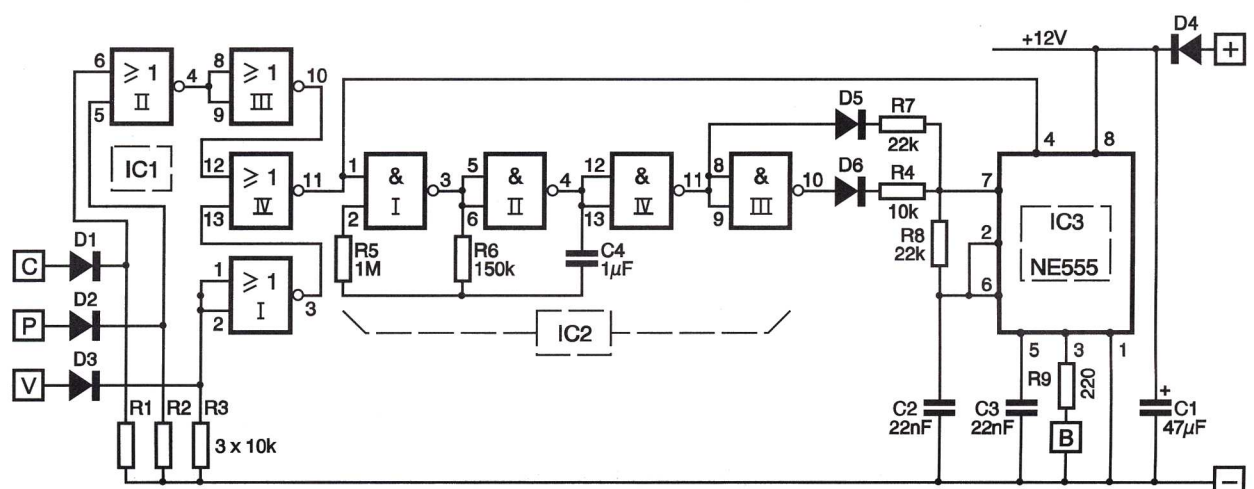 D4
+12V
+
6
≥ 1
II
4
5
8
≥ 1
III
10
9
IC1
12
≥ 1
IV
11
13
1
&
I
3
2
5
&
II
4
6
12
&
IV
11
13
8
&
III
10
9
D5
R7
22k
D6
R4
10k
R8
22k
4
8
7
2
6
IC3
NE555
5
3
1
R5
1M
R6
150k
C4
1µF
IC2
C
D1
P
D2
V
D3
1
≥ 1
I
3
2
R1
R2
R3
3 x 10k
C2
22nF
C3
22nF
R9
220
B
+
C1
47µF
−